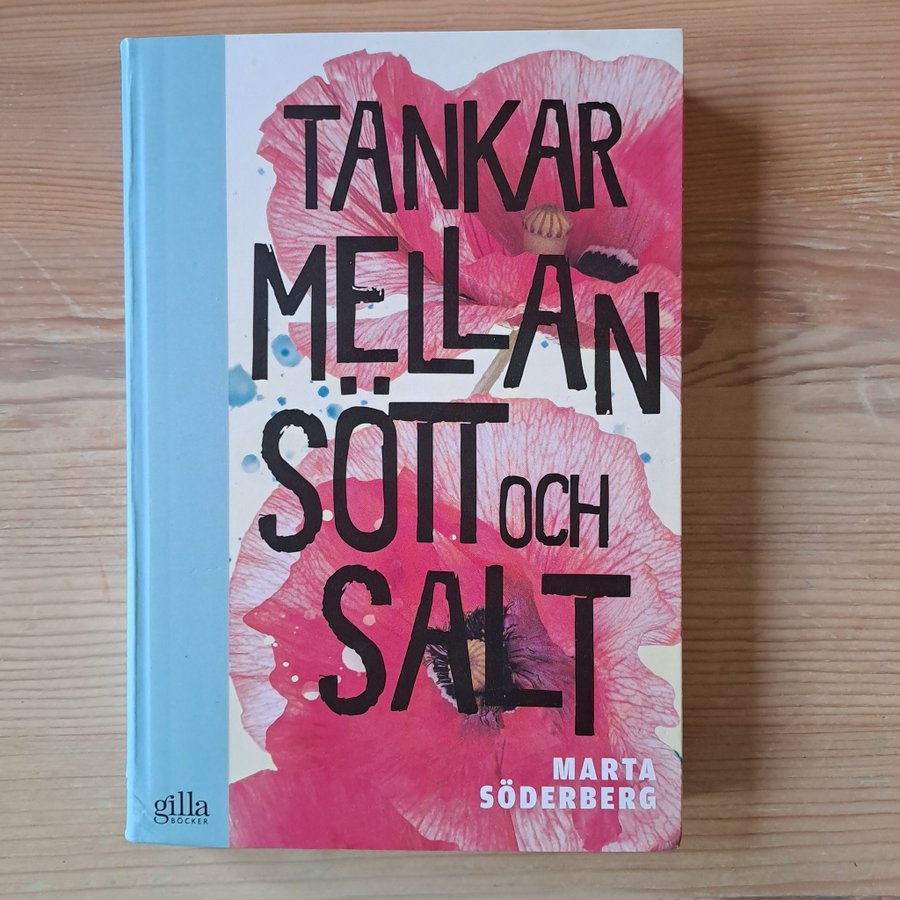 TANKAR
MELLAN
SÖTT OCH
SALT
MARTA
SÖDERBERG
gilla
BÖCKER